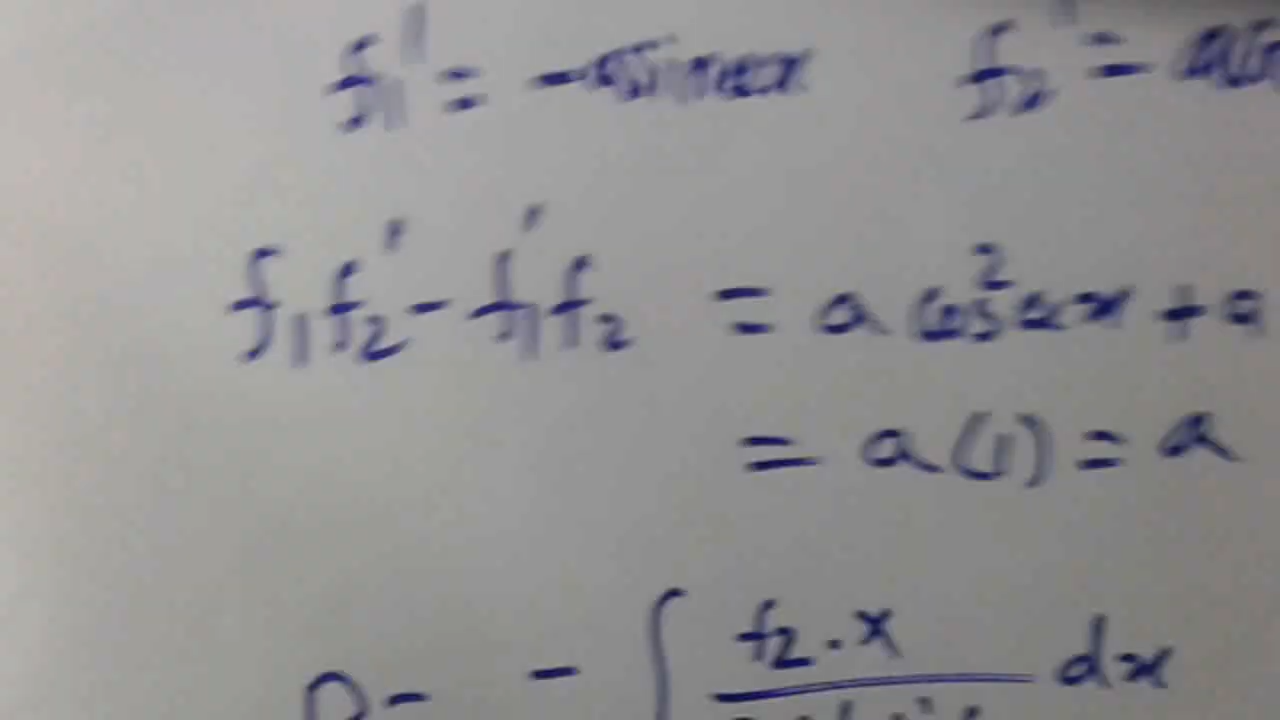 f₁' = -a sin ax f₂' = a
f₁f₂' - f₁'f₂ = a cos²ax + a
= a(1) = a
P = - ∫ f₂·x dx